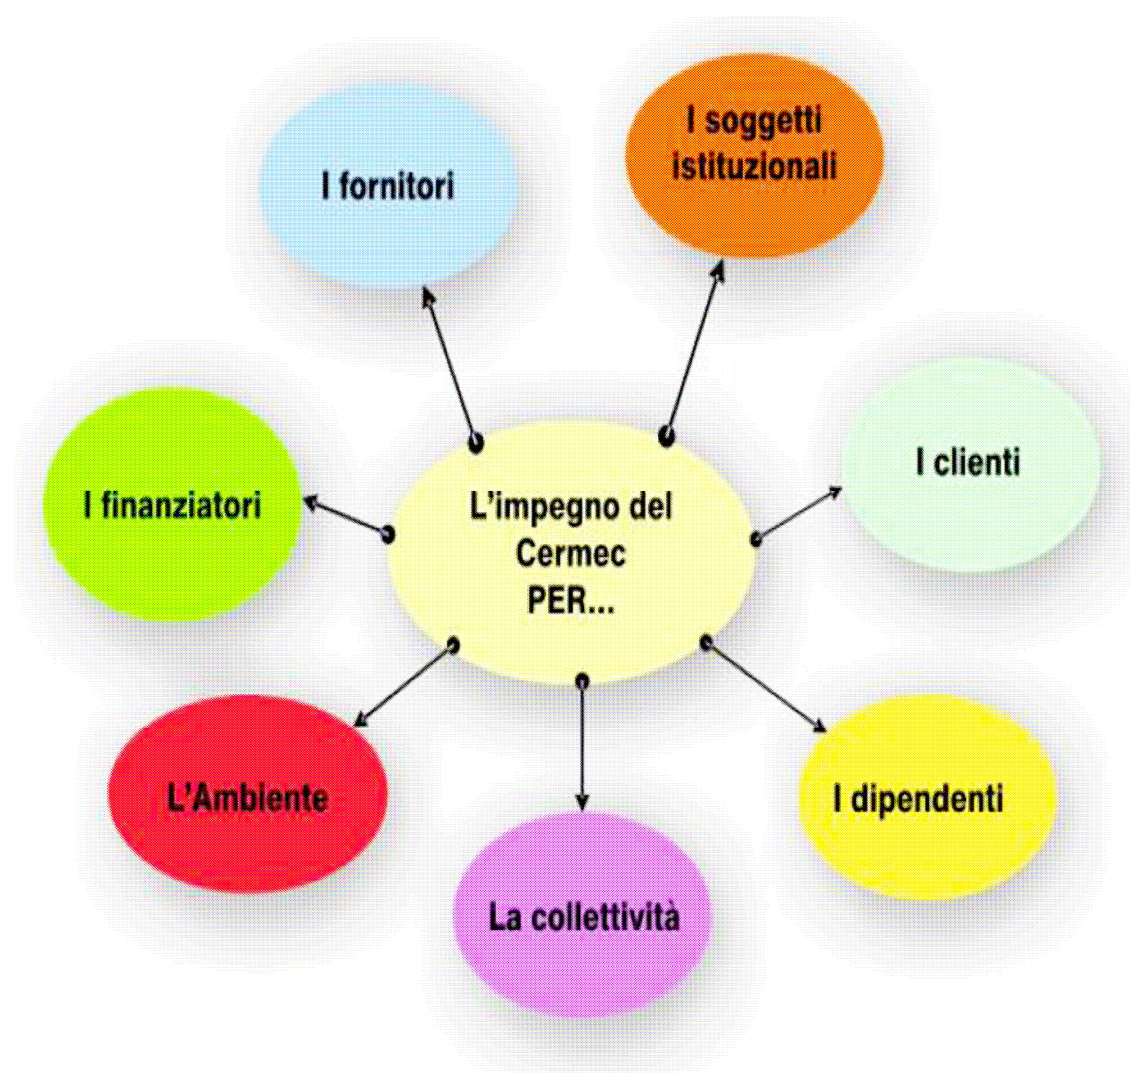 I soggetti
istituzionali
I fornitori
I clienti
I finanziatori
L'impegno del
Cermec
PER...
L'Ambiente
I dipendenti
La collettività